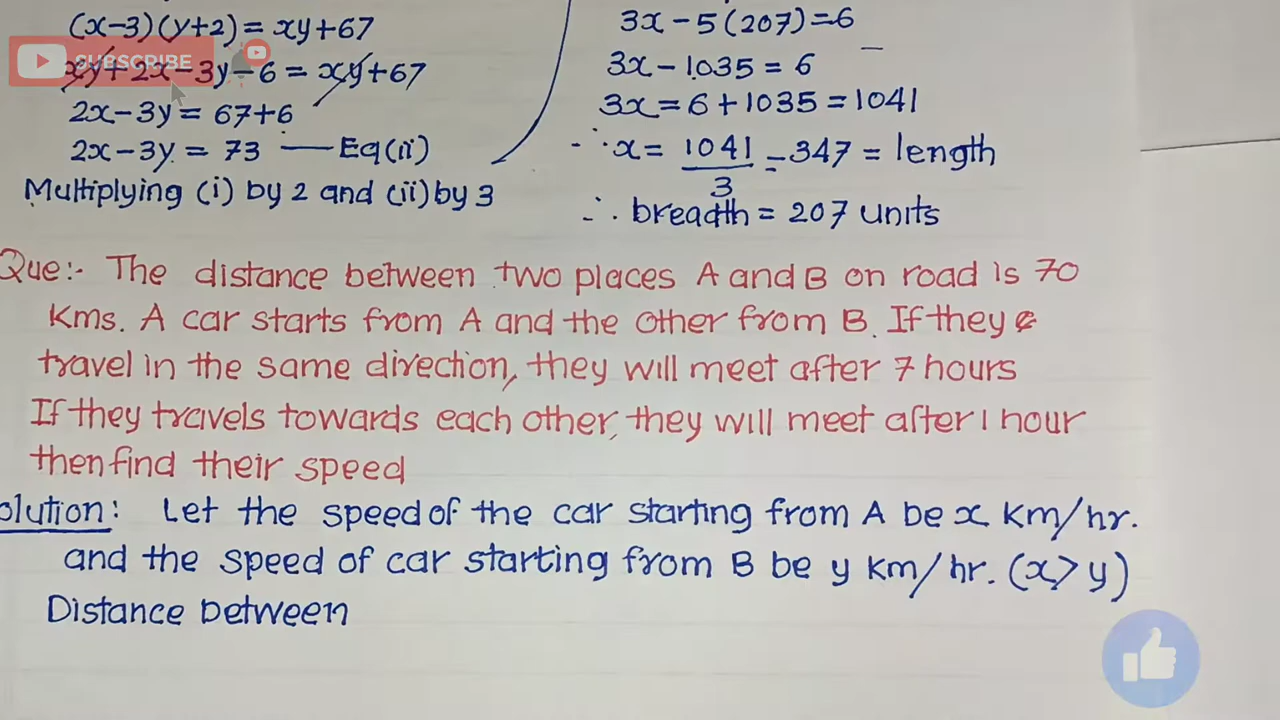 (x-3)(y+2) = xy+67
SUBSCRIBE
xy+2x-3y-6 = xy+67
2x-3y = 67+6
2x-3y = 73 — Eq(ii)
Multiplying (i) by 2 and (ii) by 3
3x-5(207)=6
3x-1035 = 6
3x = 6+1035 = 1041
∴ x = 1041/3 = 347 = length
∴ breadth = 207 units
Que:- The distance between two places A and B on road is 70
Kms. A car starts from A and the other from B. If they
travel in the same direction, they will meet after 7 hours
If they travels towards each other, they will meet after 1 hour
then find their speed
olution: Let the speed of the car starting from A be x Km/hr.
and the speed of car starting from B be y Km/hr. (x>y)
Distance between